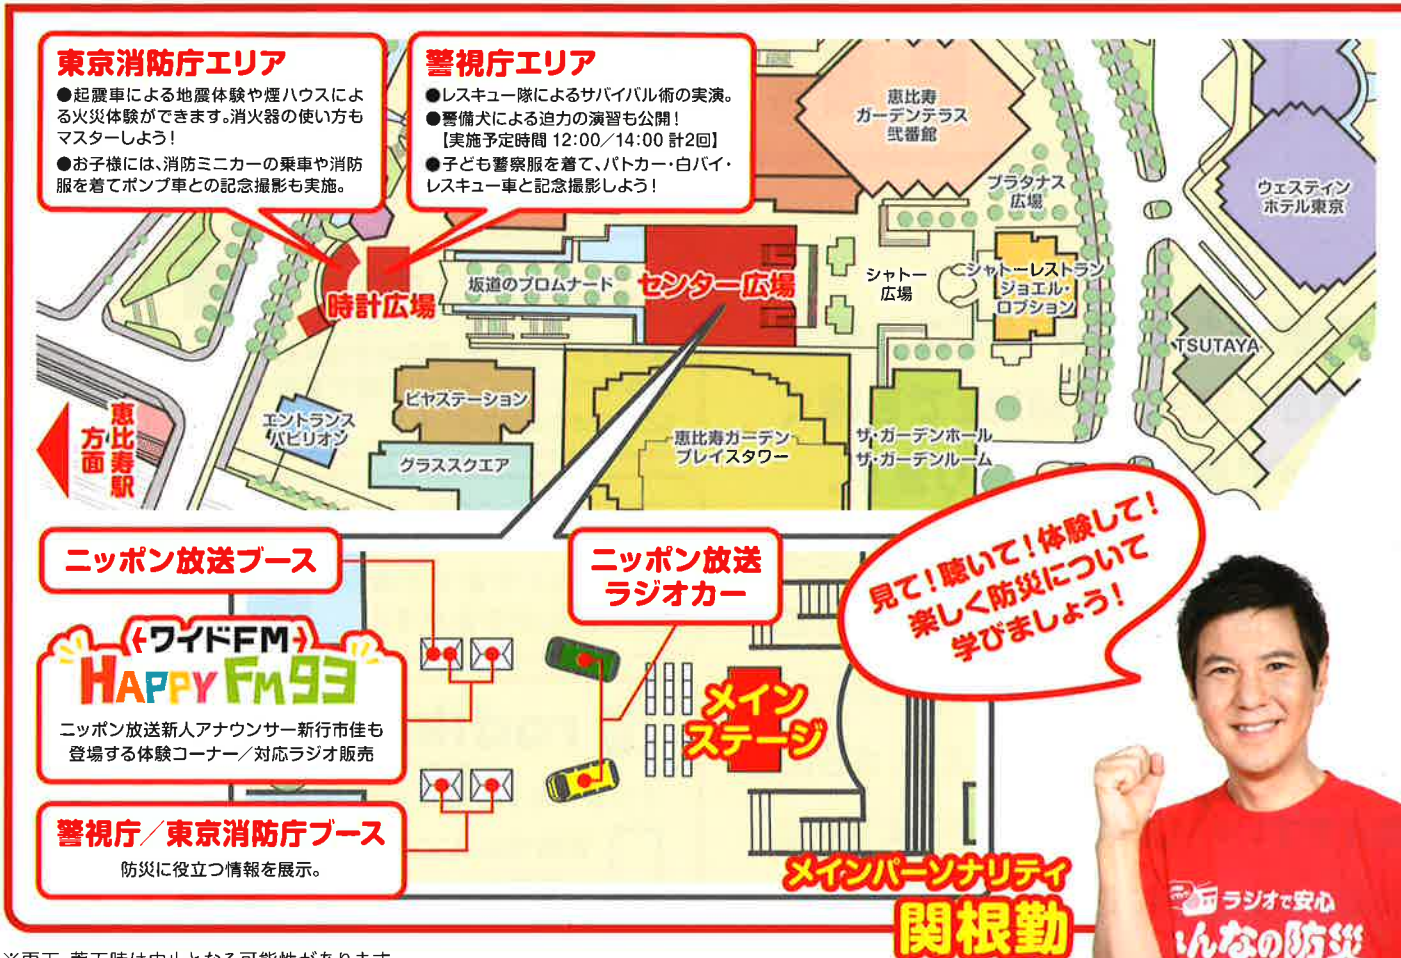 東京消防庁エリア
●起震車による地震体験や煙ハウスによ
る火災体験ができます。消火器の使い方も
マスターしよう!
●お子様には、消防ミニカーの乗車や消防
服を着てポンプ車との記念撮影も実施。
警視庁エリア
●レスキュー隊によるサバイバル術の実演。
●警備犬による迫力の演習も公開!
【実施予定時間 12:00/14:00 計2回】
●子ども警察服を着て、パトカー・白バイ・
レスキュー車と記念撮影しよう!
恵比寿
ガーデンテラス
弐番館
プラタナス
広場
ウェスティン
ホテル東京
時計広場
坂道のプロムナード
センター広場
シャトー
広場
シャトーレストラン
ジョエル・
ロブション
TSUTAYA
恵比寿駅
方面
エントランス
パビリオン
ビヤステーション
グラススクエア
恵比寿ガーデン
プレイスタワー
ザ・ガーデンホール
ザ・ガーデンルーム
ニッポン放送ブース
ニッポン放送
ラジオカー
ワイドFM
HAPPY FM93
ニッポン放送新人アナウンサー新行市佳も
登場する体験コーナー/対応ラジオ販売
警視庁/東京消防庁ブース
防災に役立つ情報を展示。
メイン
ステージ
見て!聴いて!体験して!
楽しく防災について
学びましょう!
メインパーソナリティ
関根勤
ラジオで安心
んなの防災